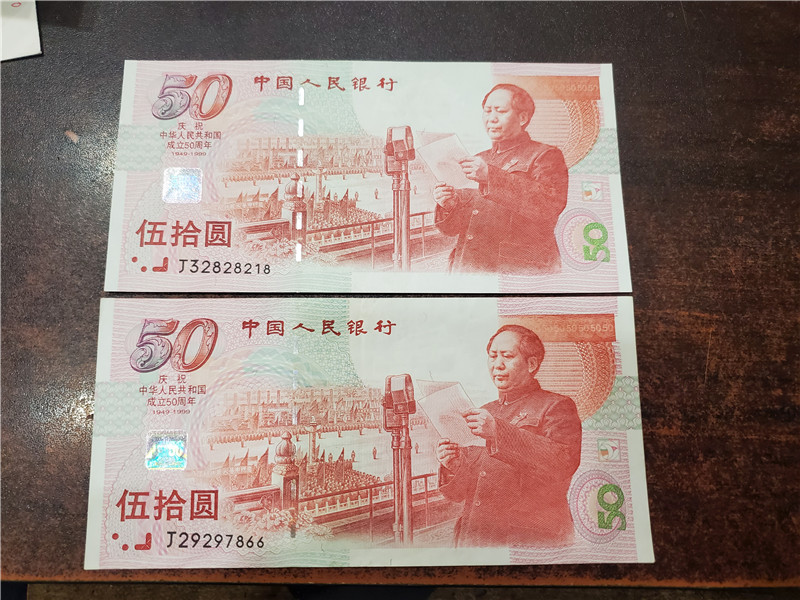 50
中国人民银行
505050
庆祝
中华人民共和国
成立50周年
1949-1999
伍拾圆
50
J32828218
50
中国人民银行
50505050
庆祝
中华人民共和国
成立50周年
1949-1999
50
伍拾圆
50
J29297866